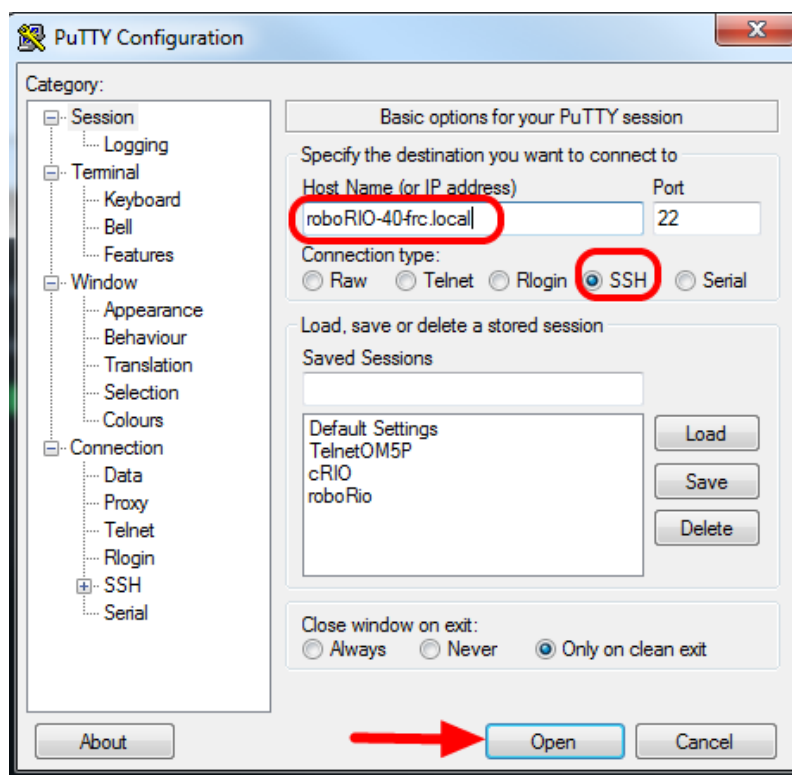 PuTTY Configuration
Category:
Session
Logging
Terminal
Keyboard
Bell
Features
Window
Appearance
Behaviour
Translation
Selection
Colours
Connection
Data
Proxy
Telnet
Rlogin
SSH
Serial
Basic options for your PuTTY session
Specify the destination you want to connect to
Host Name (or IP address) Port
roboRIO-40-frc.local 22
Connection type:
Raw Telnet Rlogin SSH Serial
Load, save or delete a stored session
Saved Sessions
Default Settings
TelnetOM5P
cRIO
roboRio
Load
Save
Delete
Close window on exit:
Always Never Only on clean exit
About Open Cancel